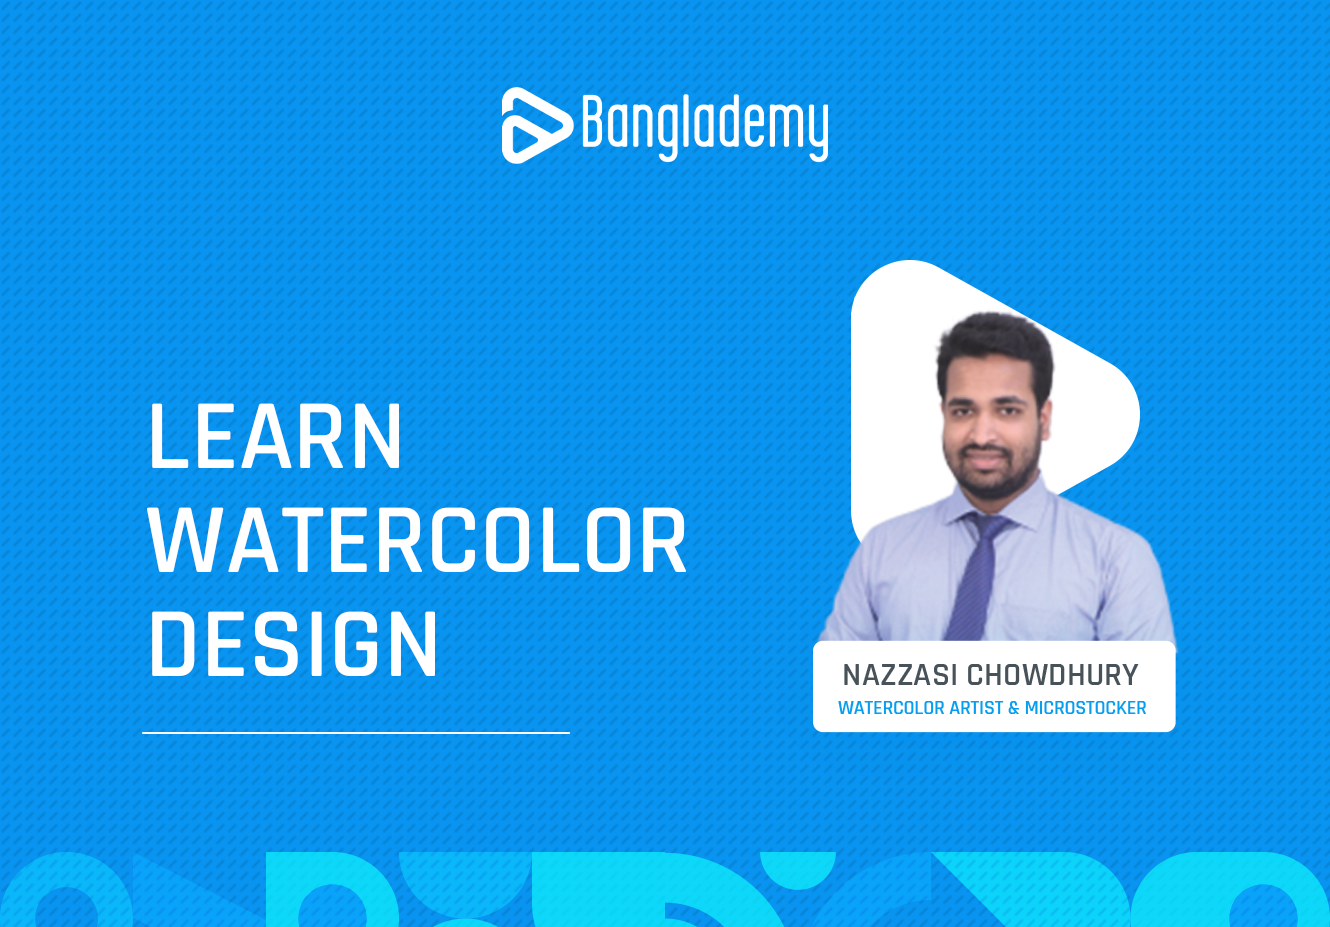 Banglademy
LEARN
WATERCOLOR
DESIGN
NAZZASI CHOWDHURY
WATERCOLOR ARTIST & MICROSTOCKER